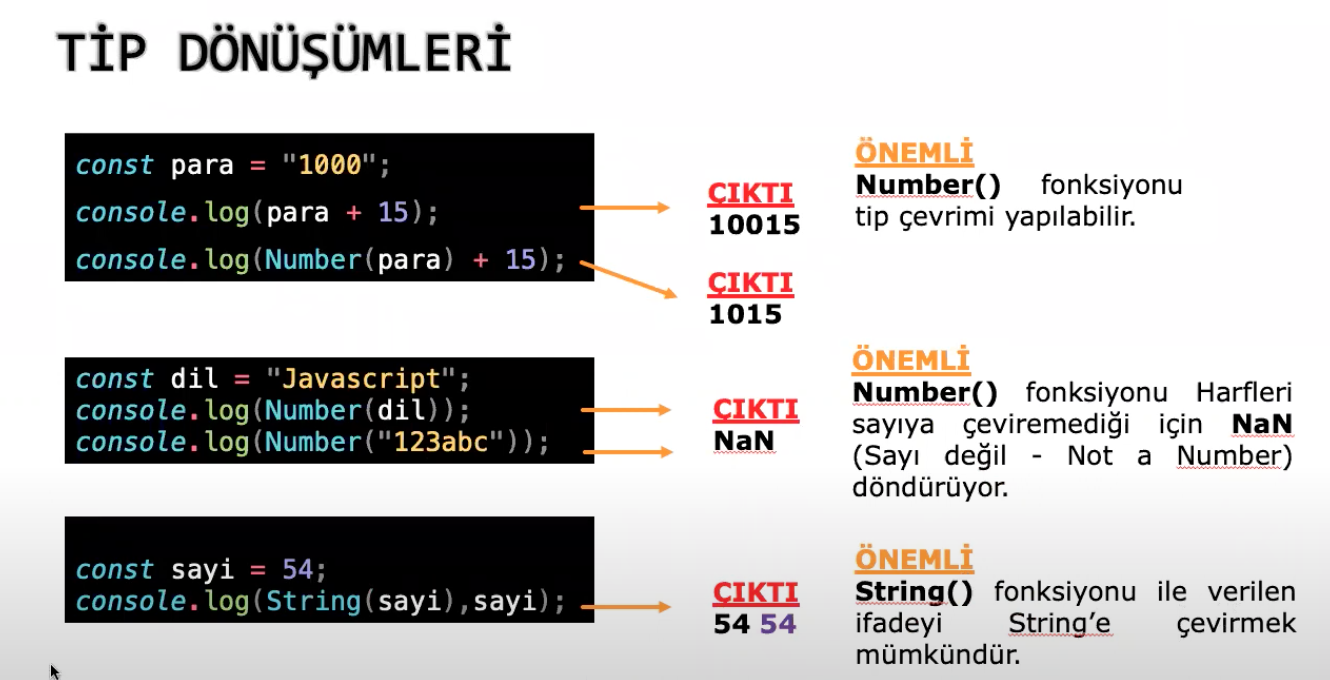 TİP DÖNÜŞÜMLERİ
const para = "1000";
console.log(para + 15);
console.log(Number(para) + 15);
ÇIKTI
10015
ÇIKTI
1015
ÖNEMLİ
Number() fonksiyonu
tip çevrimi yapılabilir.
const dil = "Javascript";
console.log(Number(dil));
console.log(Number("123abc"));
ÇIKTI
NaN
ÖNEMLİ
Number() fonksiyonu Harfleri
sayıya çeviremediği için NaN
(Sayı değil - Not a Number)
döndürüyor.
const sayi = 54;
console.log(String(sayi),sayi);
ÇIKTI
54 54
ÖNEMLİ
String() fonksiyonu ile verilen
ifadeyi String’e çevirmek
mümkündür.